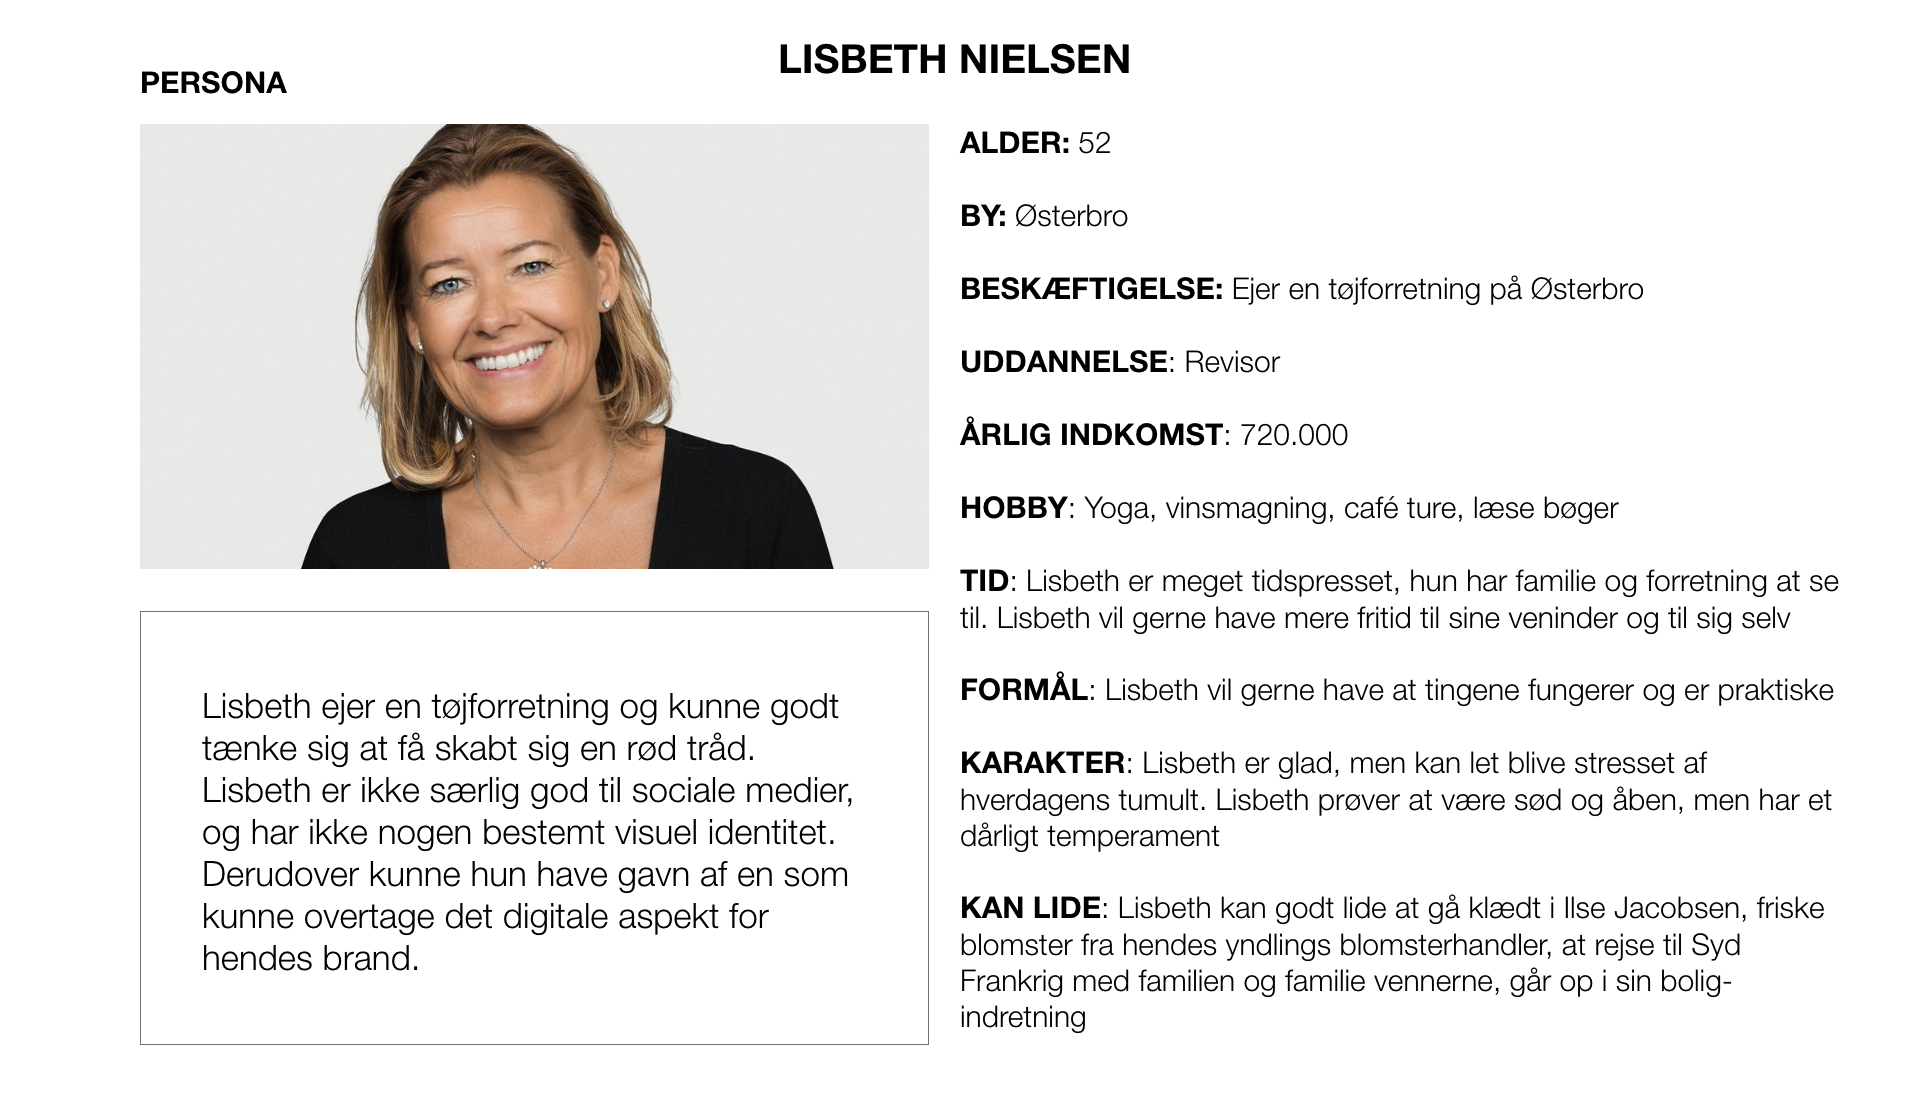 LISBETH NIELSEN
PERSONA
ALDER: 52
BY: Østerbro
BESKÆFTIGELSE: Ejer en tøjforretning på Østerbro
UDDANNELSE: Revisor
ÅRLIG INDKOMST: 720.000
HOBBY: Yoga, vinsmagning, café ture, læse bøger
TID: Lisbeth er meget tidspresset, hun har familie og forretning at se
til. Lisbeth vil gerne have mere fritid til sine veninder og til sig selv
FORMÅL: Lisbeth vil gerne have at tingene fungerer og er praktiske
KARAKTER: Lisbeth er glad, men kan let blive stresset af
hverdagens tumult. Lisbeth prøver at være sød og åben, men har et
dårligt temperament
KAN LIDE: Lisbeth kan godt lide at gå klædt i Ilse Jacobsen, friske
blomster fra hendes yndlings blomsterhandler, at rejse til Syd
Frankrig med familien og familie vennerne, går op i sin bolig-
indretning
Lisbeth ejer en tøjforretning og kunne godt
tænke sig at få skabt sig en rød tråd.
Lisbeth er ikke særlig god til sociale medier,
og har ikke nogen bestemt visuel identitet.
Derudover kunne hun have gavn af en som
kunne overtage det digitale aspekt for
hendes brand.